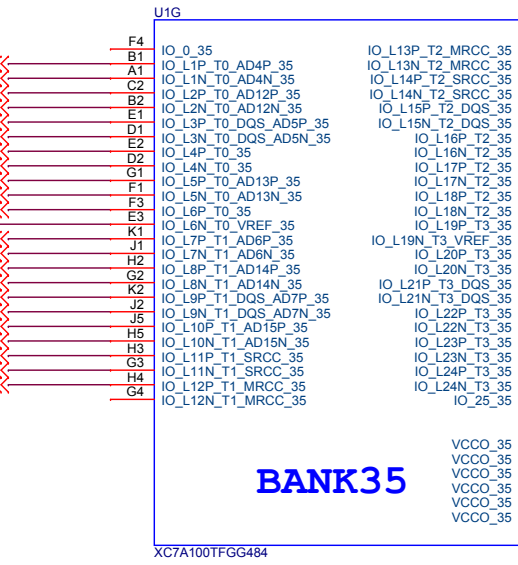 U1G
F4 IO_0_35 IO_L13P_T2_MRCC_35
B1 IO_L1P_T0_AD4P_35 IO_L13N_T2_MRCC_35
A1 IO_L1N_T0_AD4N_35 IO_L14P_T2_SRCC_35
C2 IO_L2P_T0_AD12P_35 IO_L14N_T2_SRCC_35
B2 IO_L2N_T0_AD12N_35 IO_L15P_T2_DQS_35
E1 IO_L3P_T0_DQS_AD5P_35 IO_L15N_T2_DQS_35
D1 IO_L3N_T0_DQS_AD5N_35 IO_L16P_T2_35
E2 IO_L4P_T0_35 IO_L16N_T2_35
D2 IO_L4N_T0_35 IO_L17P_T2_35
G1 IO_L5P_T0_AD13P_35 IO_L17N_T2_35
F1 IO_L5N_T0_AD13N_35 IO_L18P_T2_35
F3 IO_L6P_T0_35 IO_L18N_T2_35
E3 IO_L6N_T0_VREF_35 IO_L19P_T3_35
K1 IO_L7P_T1_AD6P_35 IO_L19N_T3_VREF_35
J1 IO_L7N_T1_AD6N_35 IO_L20P_T3_35
H2 IO_L8P_T1_AD14P_35 IO_L20N_T3_35
G2 IO_L8N_T1_AD14N_35 IO_L21P_T3_DQS_35
K2 IO_L9P_T1_DQS_AD7P_35 IO_L21N_T3_DQS_35
J2 IO_L9N_T1_DQS_AD7N_35 IO_L22P_T3_35
J5 IO_L10P_T1_AD15P_35 IO_L22N_T3_35
H5 IO_L10N_T1_AD15N_35 IO_L23P_T3_35
H3 IO_L11P_T1_SRCC_35 IO_L23N_T3_35
G3 IO_L11N_T1_SRCC_35 IO_L24P_T3_35
H4 IO_L12P_T1_MRCC_35 IO_L24N_T3_35
G4 IO_L12N_T1_MRCC_35 IO_25_35
VCCO_35
VCCO_35
VCCO_35
VCCO_35
VCCO_35
VCCO_35
BANK35
XC7A100TFGG484